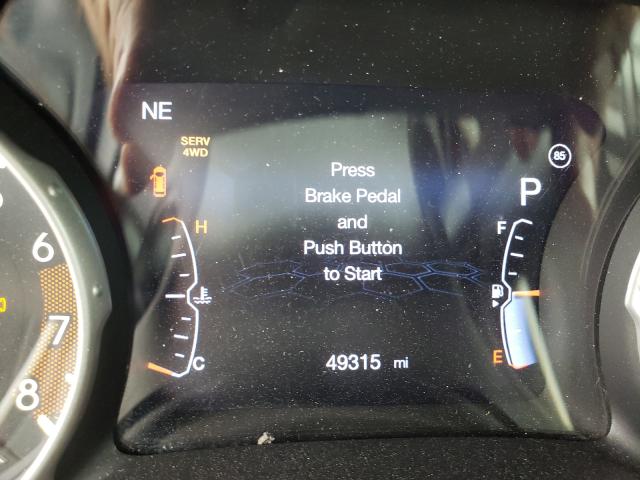 NE
SERV
4WD
85
Press
Brake Pedal
and
Push Button
to Start
P
H
F
C
E
49315 mi
6
7
8